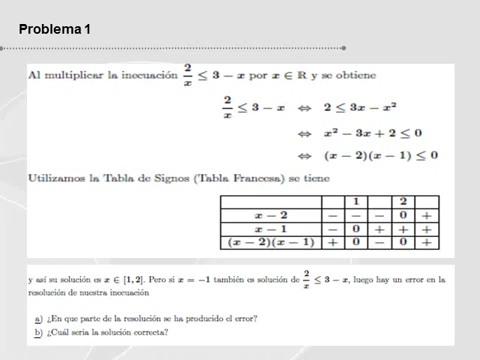 Problema 1
Al multiplicar la inecuación 2/x ≤ 3 − x por x ∈ ℝ y se obtiene
2/x ≤ 3 − x ⇔ 2 ≤ 3x − x²
⇔ x² − 3x + 2 ≤ 0
⇔ (x − 2)(x − 1) ≤ 0
Utilizamos la Tabla de Signos (Tabla Francesa) se tiene
1 2
x − 2 − − − 0 +
x − 1 − 0 + + +
(x − 2)(x − 1) + 0 − 0 +
y así su solución es x ∈ [1, 2]. Pero si x = −1 también es solución de 2/x ≤ 3 − x, luego hay un error en la
resolución de nuestra inecuación
a) ¿En que parte de la resolución se ha producido el error?
b) ¿Cuál sería la solución correcta?